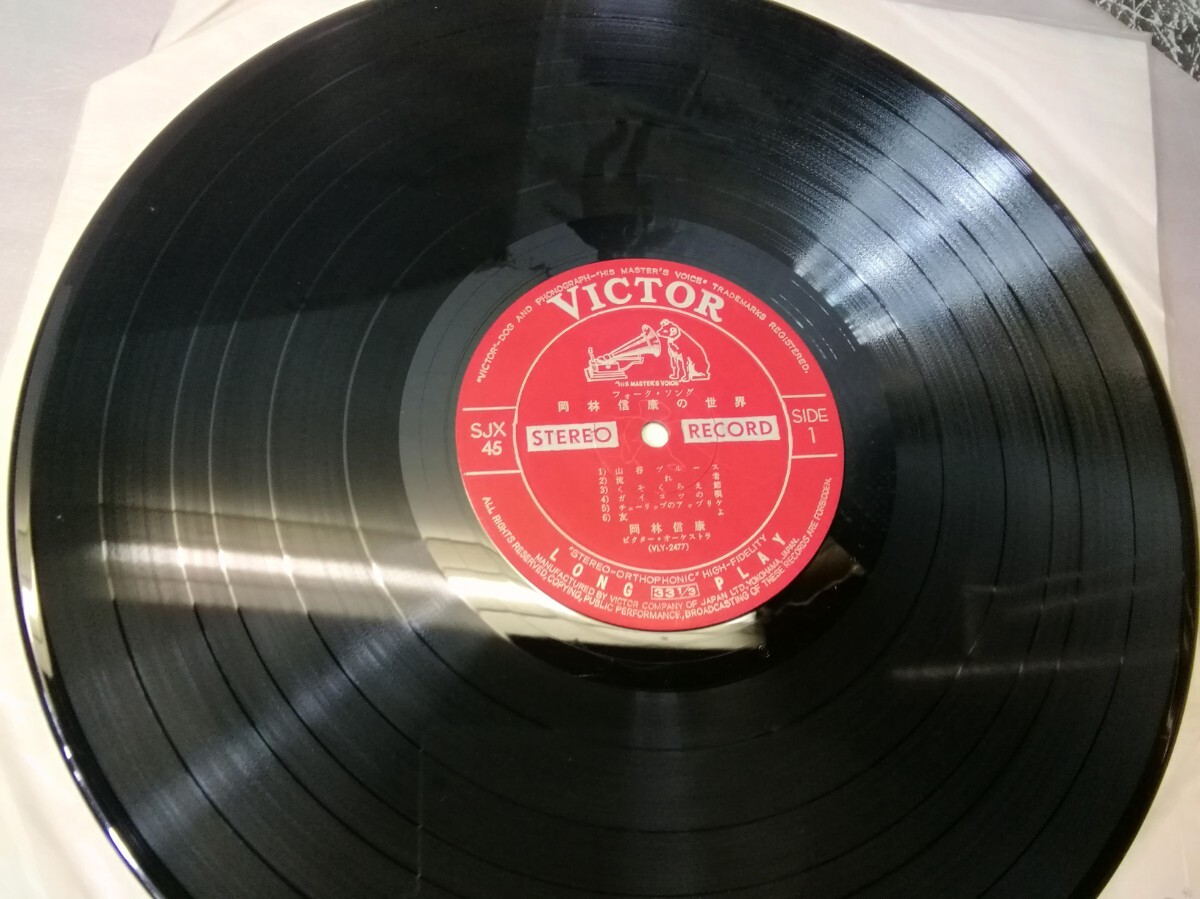 "VICTOR"-DOG AND PHONOGRAPH-"HIS MASTER'S VOICE" TRADEMARKS REGISTERED.
VICTOR
"HIS MASTER'S VOICE"
フォーク・ソング
岡林信康の世界
SJX
45
STEREO RECORD
SIDE
1
1) 山谷ブルース
2) 流れ者
3) くそくらえ節
4) ガイコツの唄
5) チューリップのアップリケ
6) 友よ
岡林信康
ビクター・オーケストラ
(VLY-2477)
"STEREO-ORTHOPHONIC" HIGH-FIDELITY
LONG 33 1/3 PLAY
MANUFACTURED BY VICTOR COMPANY OF JAPAN LTD. YOKOHAMA, JAPAN.
ALL RIGHTS RESERVED, COPYING, PUBLIC PERFORMANCE, BROADCASTING OF THESE RECORDS ARE FORBIDDEN.